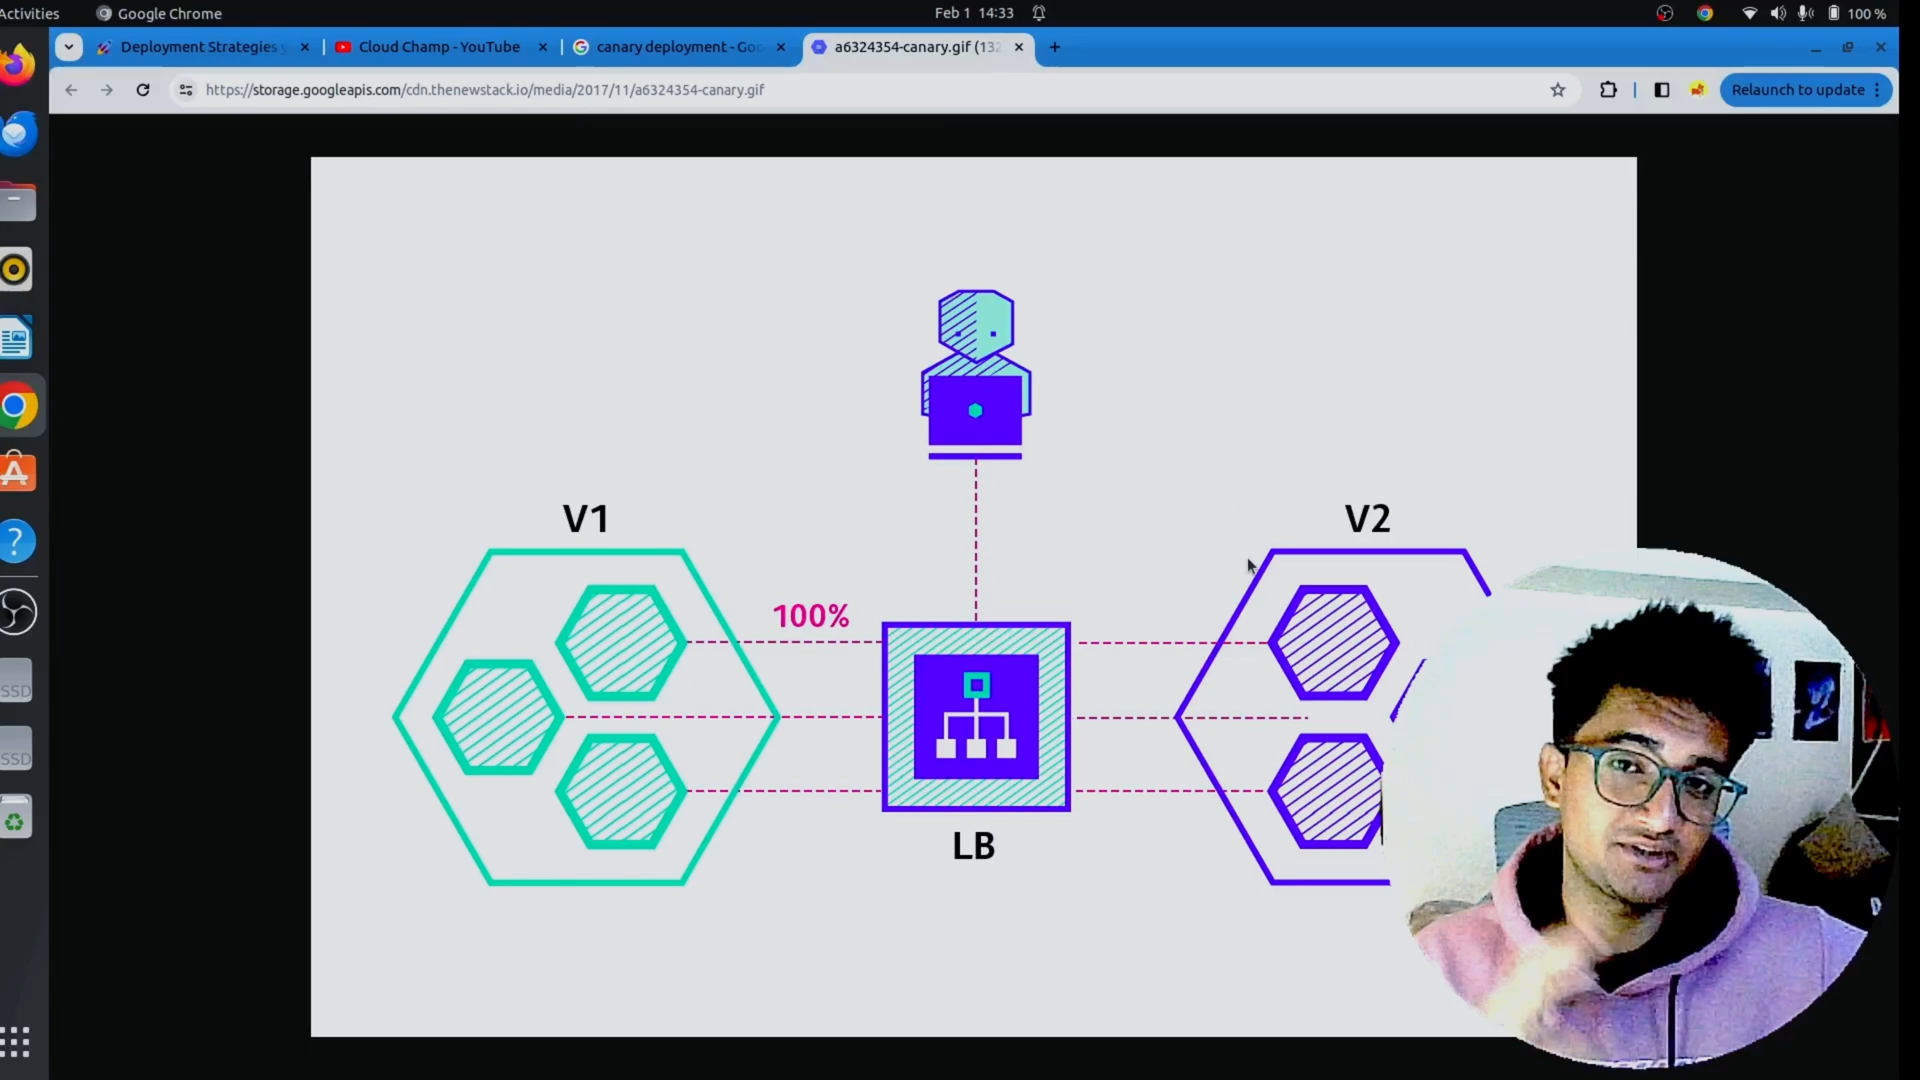 Activities
Google Chrome
Feb 1 14:33
100 %
Deployment Strategies
Cloud Champ - YouTube
canary deployment - Goo
a6324354-canary.gif (132
https://storage.googleapis.com/cdn.thenewstack.io/media/2017/11/a6324354-canary.gif
Relaunch to update
V1
V2
100%
LB
SSD
SSD